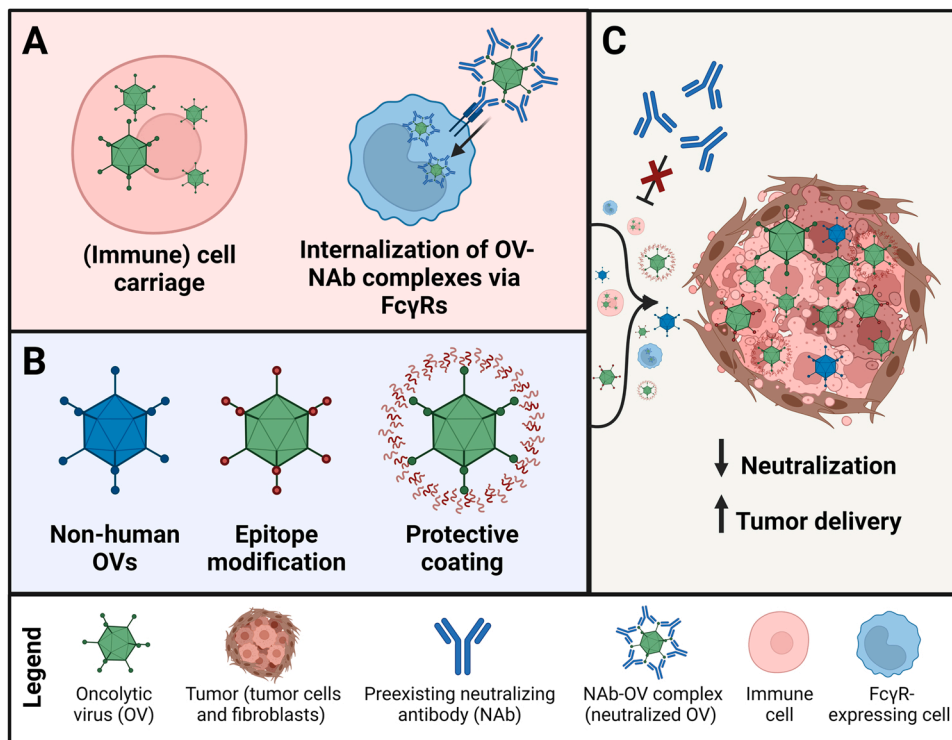 A
(Immune) cell
carriage
Internalization of OV-
NAb complexes via
FcγRs
B
Non-human
OVs
Epitope
modification
Protective
coating
C
Neutralization
Tumor delivery
Legend
Oncolytic
virus (OV)
Tumor (tumor cells
and fibroblasts)
Preexisting neutralizing
antibody (NAb)
NAb-OV complex
(neutralized OV)
Immune
cell
FcγR-
expressing cell